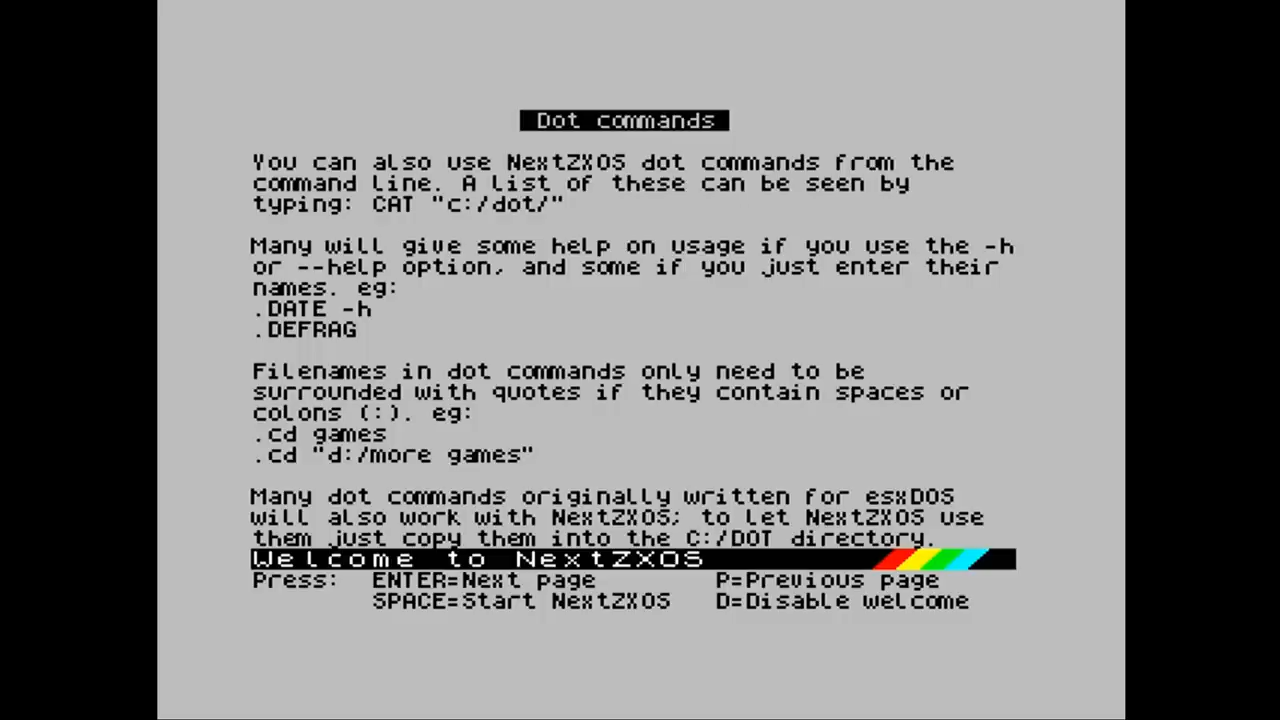 Dot commands
You can also use NextZXOS dot commands from the
command line. A list of these can be seen by
typing: CAT "c:/dot/"
Many will give some help on usage if you use the -h
or --help option, and some if you just enter their
names. eg:
.DATE -h
.DEFRAG
Filenames in dot commands only need to be
surrounded with quotes if they contain spaces or
colons (:). eg:
.cd games
.cd "d:/more games"
Many dot commands originally written for esxDOS
will also work with NextZXOS; to let NextZXOS use
them just copy them into the C:/DOT directory.
Welcome to NextZXOS
Press: ENTER=Next page P=Previous page
SPACE=Start NextZXOS D=Disable welcome